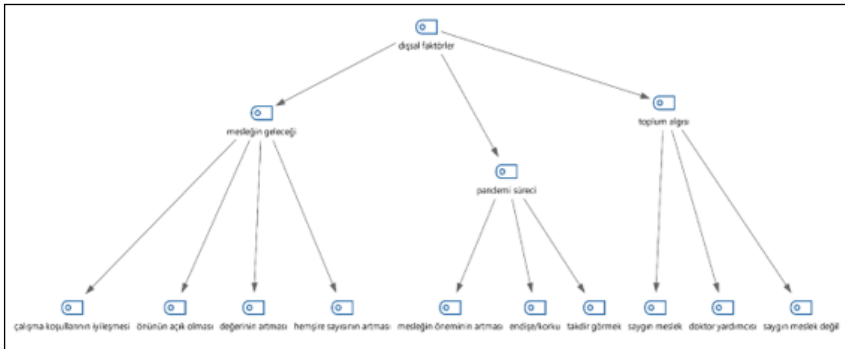 dışsal faktörler
mesleğin geleceği
toplum algısı
pandemi süreci
çalışma koşullarının iyileşmesi
önünün açık olması
değerinin artması
hemşire sayısının artması
mesleğin öneminin artması
endişe/korku
takdir görmek
saygın meslek
doktor yardımcısı
saygın meslek değil